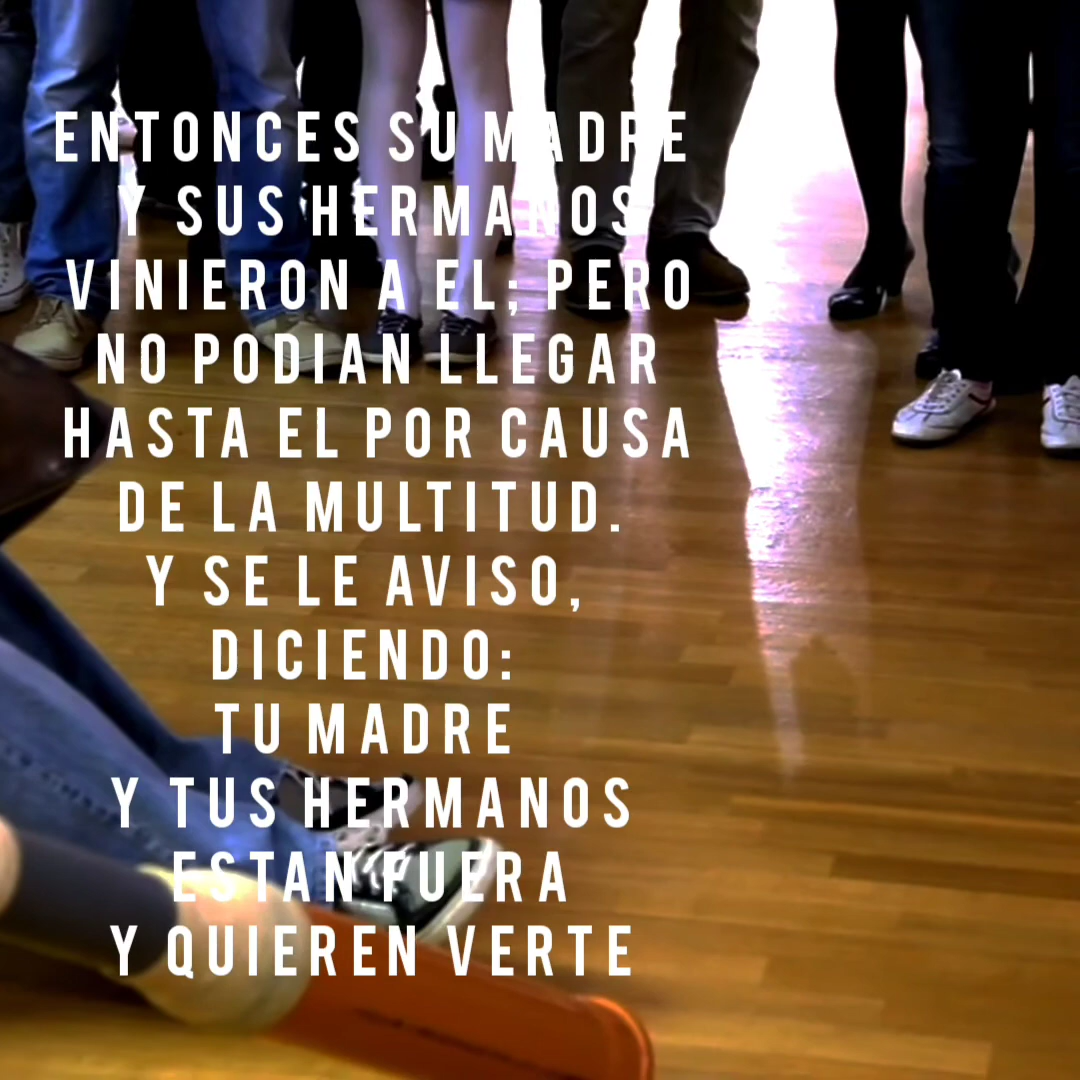 ENTONCES SU MADRE
Y SUS HERMANOS
VINIERON A EL; PERO
NO PODIAN LLEGAR
HASTA EL POR CAUSA
DE LA MULTITUD.
Y SE LE AVISO,
DICIENDO:
TU MADRE
Y TUS HERMANOS
ESTAN FUERA
Y QUIEREN VERTE